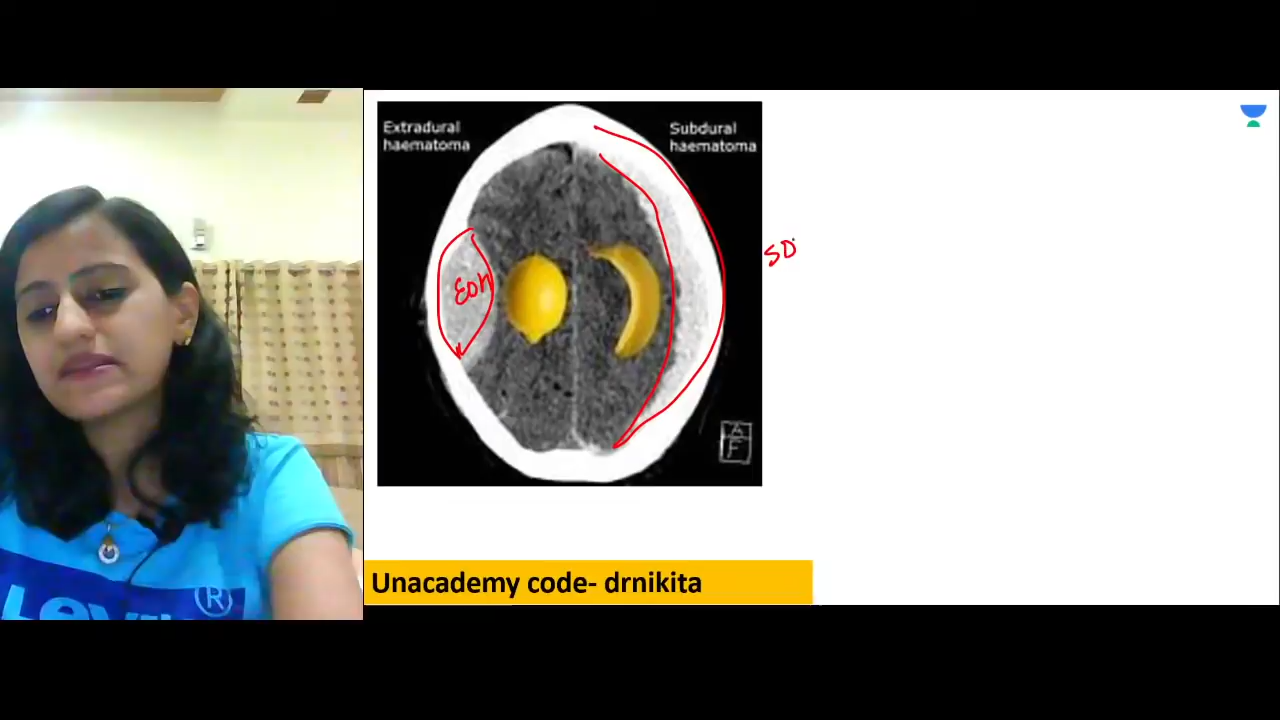 Extradural
haematoma
Subdural
haematoma
EDH
SD
A
F
Unacademy code- drnikita
R